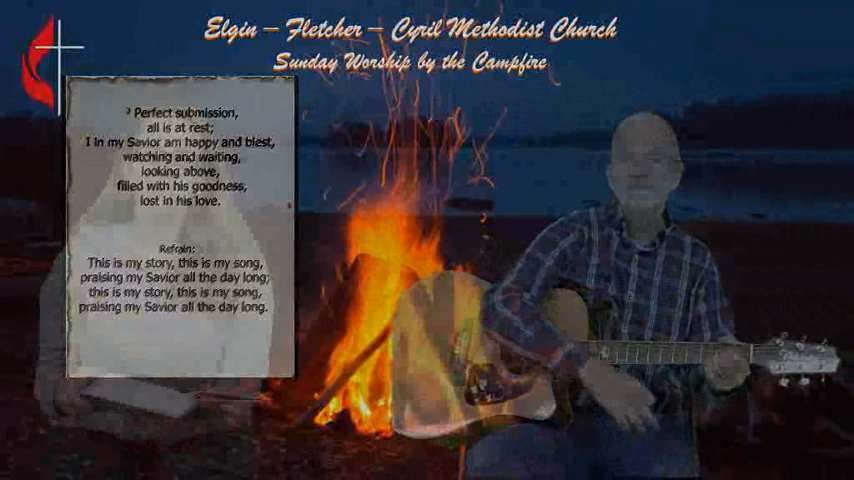 Elgin – Fletcher – Cyril Methodist Church
Sunday Worship by the Campfire
³ Perfect submission,
all is at rest;
I in my Savior am happy and blest,
watching and waiting,
looking above,
filled with his goodness,
lost in his love.
Refrain:
This is my story, this is my song,
praising my Savior all the day long;
this is my story, this is my song,
praising my Savior all the day long.